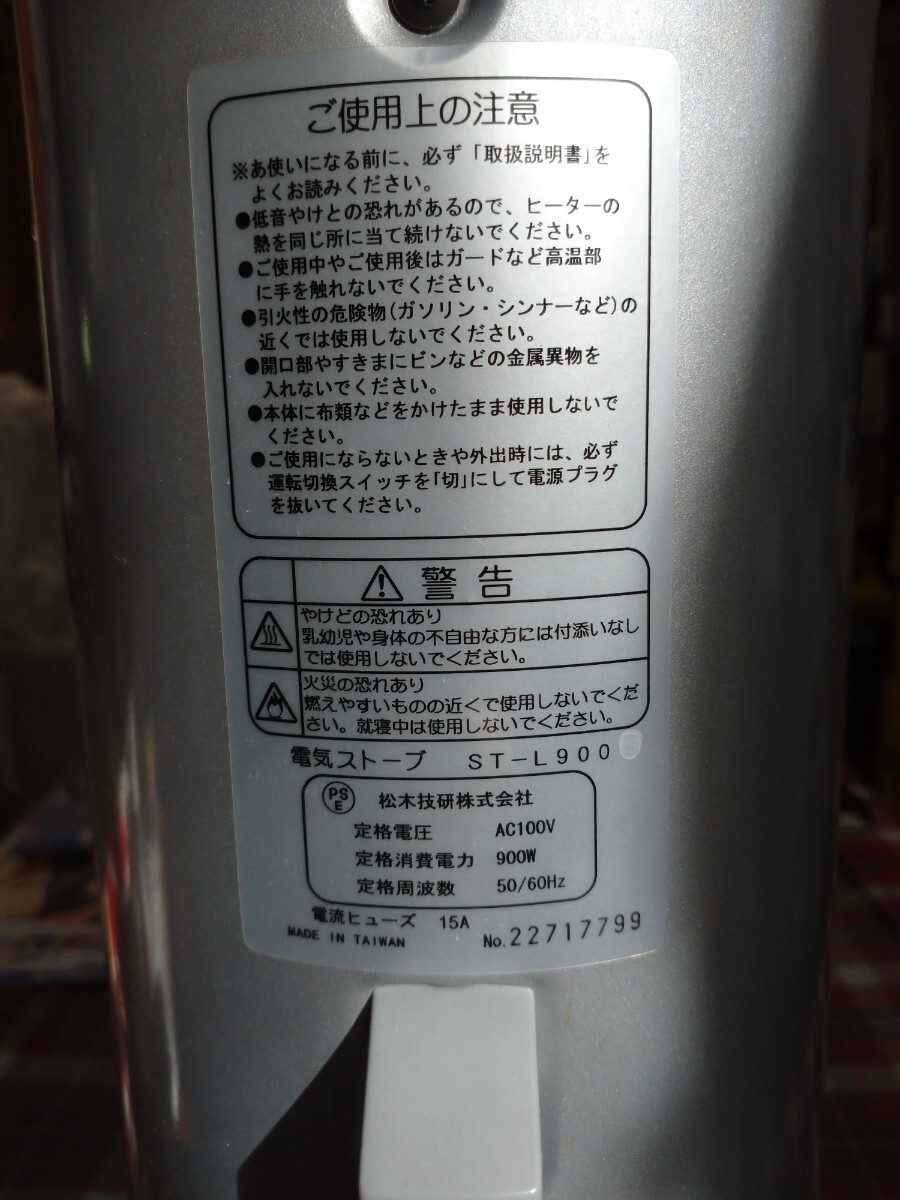 ご使用上の注意
※あ使いになる前に、必ず「取扱説明書」を
よくお読みください。
●低音やけとの恐れがあるので、ヒーターの
熱を同じ所に当て続けないでください。
●ご使用中やご使用後はガードなど高温部
に手を触れないでください。
●引火性の危険物(ガソリン・シンナーなど)の
近くでは使用しないでください。
●開口部やすきまにピンなどの金属異物を
入れないでください。
●本体に布類などをかけたまま使用しないで
ください。
●ご使用にならないときや外出時には、必ず
運転切換スイッチを「切」にして電源プラグ
を抜いてください。
警告
やけどの恐れあり
乳幼児や身体の不自由な方には付添いなし
では使用しないでください。
火災の恐れあり
燃えやすいものの近くで使用しないでくだ
さい。就寝中は使用しないでください。
電気ストーブ ST-L900
PSE 松木技研株式会社
定格電圧 AC100V
定格消費電力 900W
定格周波数 50/60Hz
電流ヒューズ 15A
MADE IN TAIWAN No.22717799